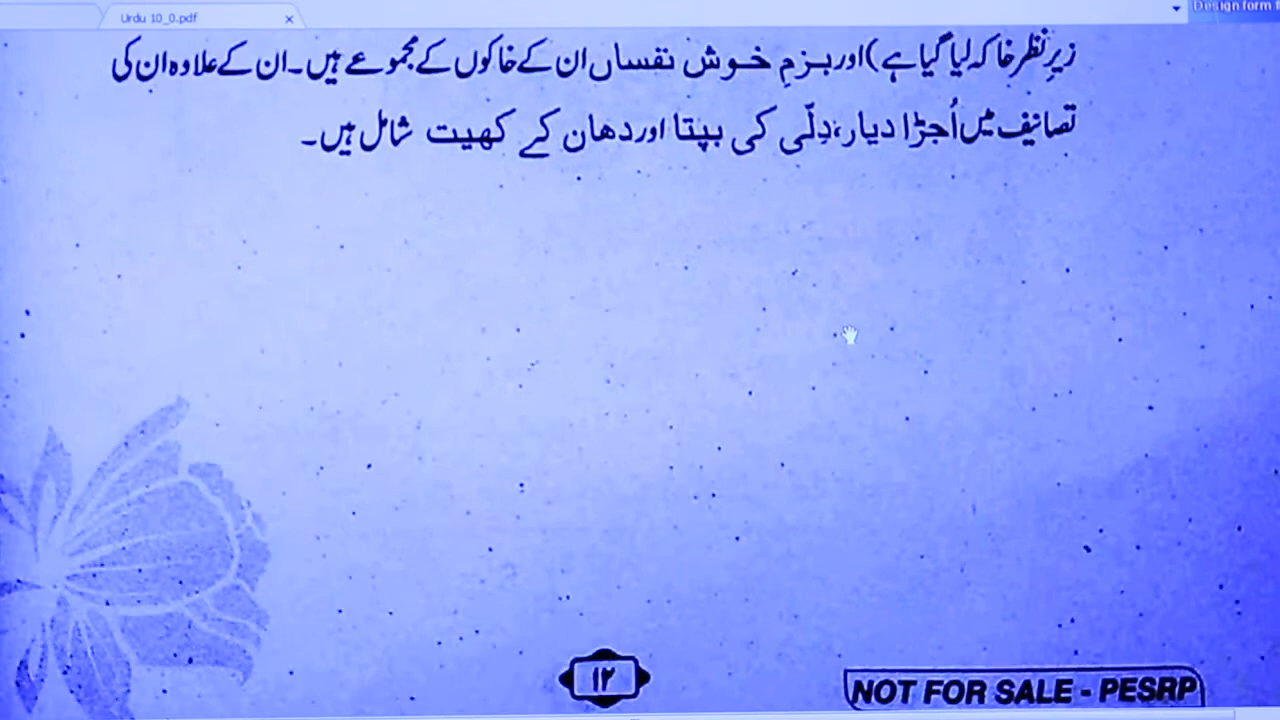 Urdu 10_0.pdf
Design form f
زیرِ نظر خاکہ لیا گیا ہے) اور بزمِ خوش نفساں ان کے خاکوں کے مجموعے ہیں۔ ان کے علاوہ ان کی
تصانیف میں اُجڑا دیار، دِلّی کی بپتا اور دھان کے کھیت شامل ہیں۔
۱۲
NOT FOR SALE - PESRP